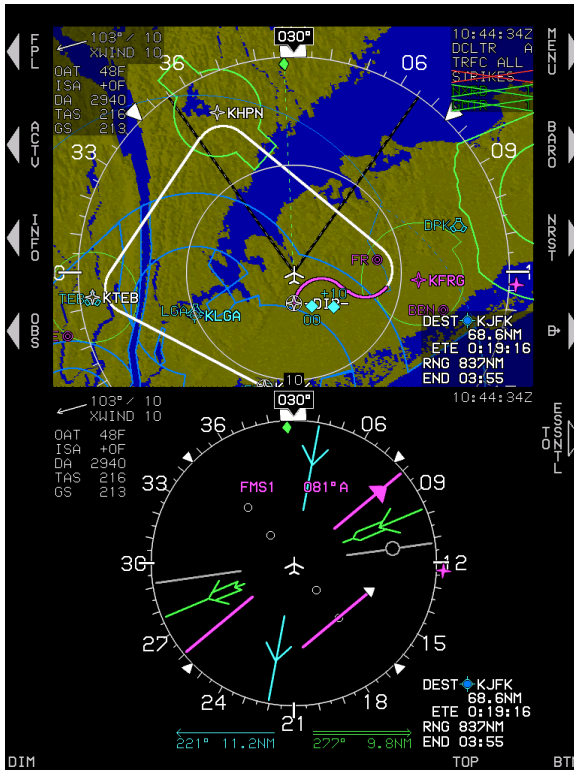 FPL
ACTV
INFO
OBS
MENU
BARO
NRST
103° / 10
XWIND 10
OAT 48F
ISA +0F
DA 2940
TAS 216
GS 213
030°
36
06
33
09
10:44:34Z
DCLTR A
TRFC ALL
STRIKES
KHPN
DPK
FR
KFRG
TEB
KTEB
LGA
KLGA
BBN
+10
00
DEST KJFK
68.6NM
ETE 0:19:16
RNG 837NM
END 03:55
10
103° / 10
XWIND 10
OAT 48F
ISA +0F
DA 2940
TAS 216
GS 213
030°
10:44:34Z
TO
ESSNTL
33
06
09
12
15
18
21
24
27
30
FMS1 081°A
DEST KJFK
68.6NM
ETE 0:19:16
RNG 837NM
END 03:55
221° 11.2NM
277° 9.8NM
DIM
TOP